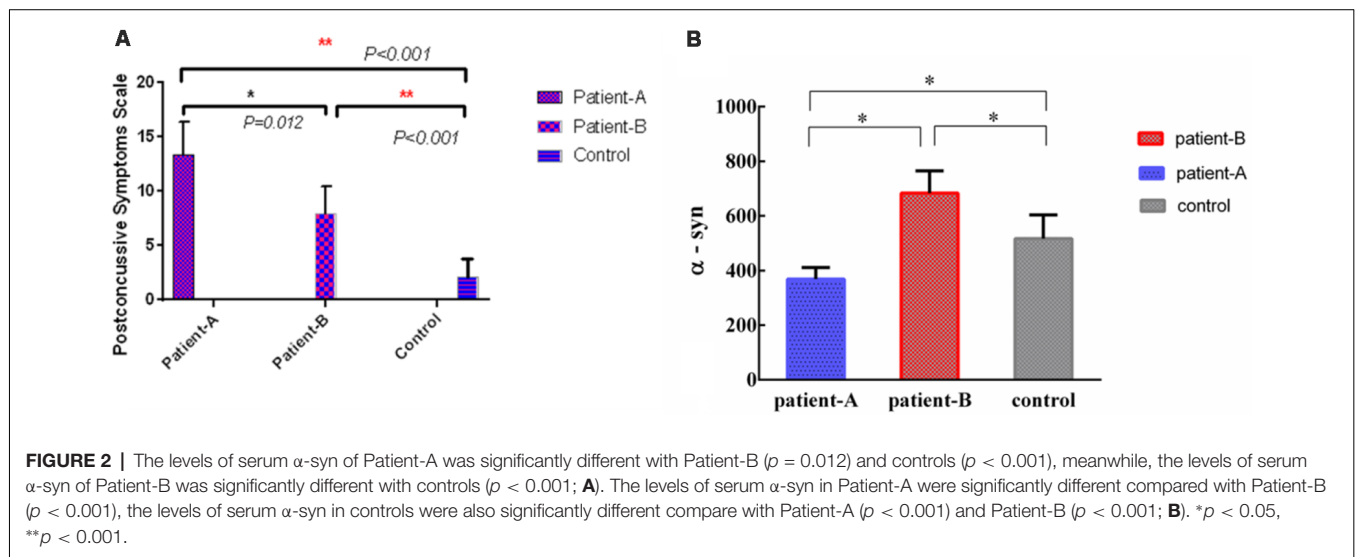 A
**
P<0.001
20
15
10
5
0
Postconcussive Symptoms Scale
*
P=0.012
**
P<0.001
Patient-A
Patient-B
Control
Patient-A
Patient-B
Control
B
*
*
*
1000
800
600
400
200
0
α - syn
patient-A
patient-B
control
patient-B
patient-A
control
FIGURE 2 | The levels of serum α-syn of Patient-A was significantly different with Patient-B (p = 0.012) and controls (p < 0.001), meanwhile, the levels of serum
α-syn of Patient-B was significantly different with controls (p < 0.001; A). The levels of serum α-syn in Patient-A were significantly different compared with Patient-B
(p < 0.001), the levels of serum α-syn in controls were also significantly different compare with Patient-A (p < 0.001) and Patient-B (p < 0.001; B). *p < 0.05,
**p < 0.001.